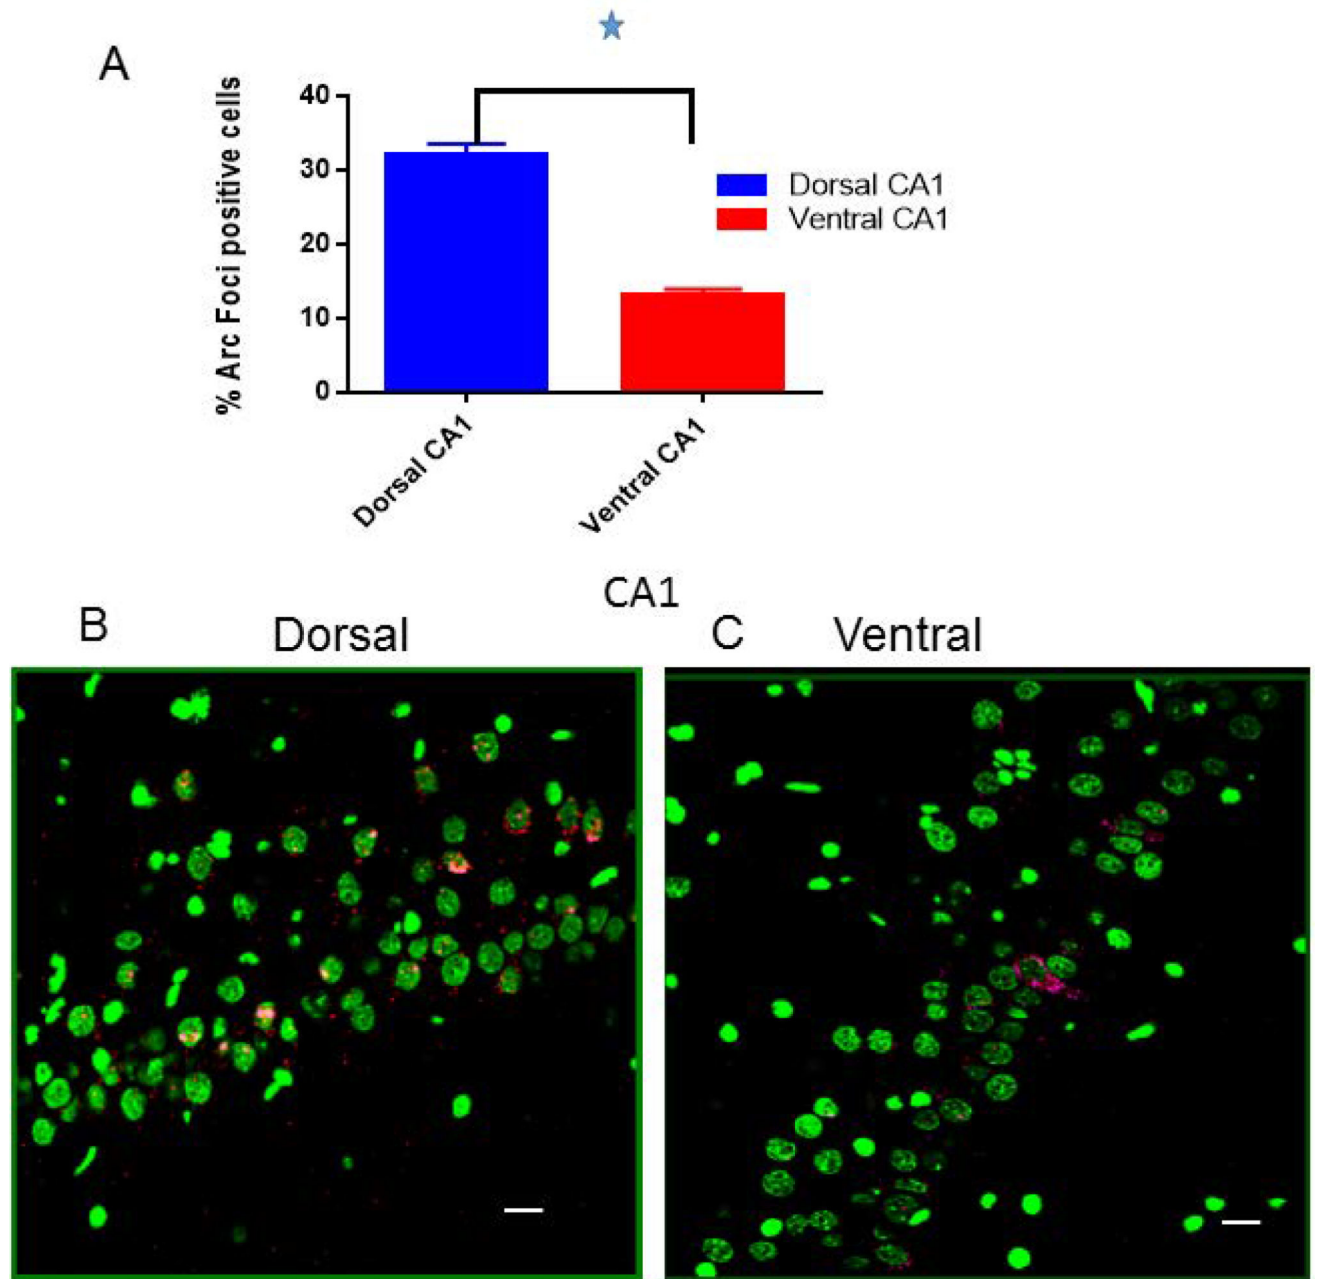 A
% Arc Foci positive cells
40
30
20
10
0
Dorsal CA1
Ventral CA1
Dorsal CA1
Ventral CA1
CA1
B Dorsal
C Ventral